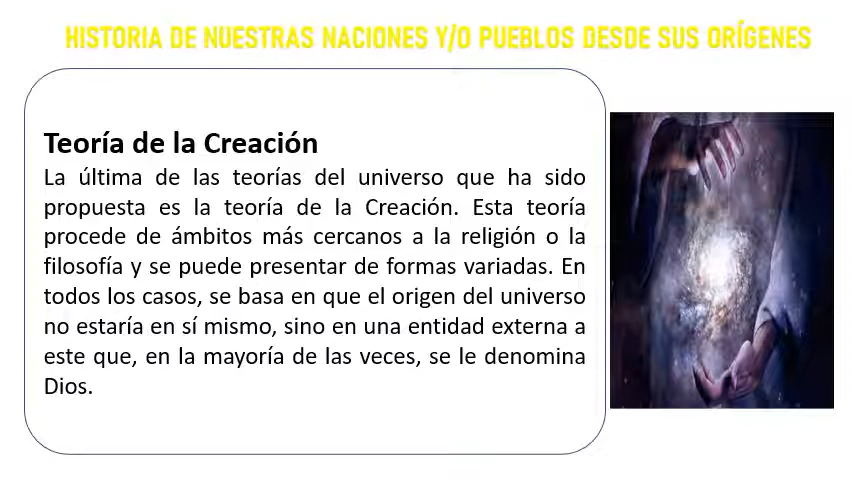 HISTORIA DE NUESTRAS NACIONES Y/O PUEBLOS DESDE SUS ORÍGENES
Teoría de la Creación
La última de las teorías del universo que ha sido
propuesta es la teoría de la Creación. Esta teoría
procede de ámbitos más cercanos a la religión o la
filosofía y se puede presentar de formas variadas. En
todos los casos, se basa en que el origen del universo
no estaría en sí mismo, sino en una entidad externa a
este que, en la mayoría de las veces, se le denomina
Dios.